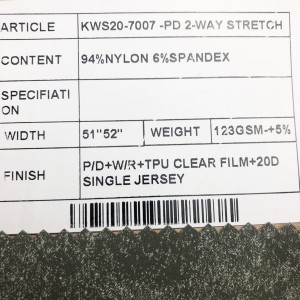 ARTICLE KWS20-7007 -PD 2-WAY STRETCH
CONTENT 94%NYLON 6%SPANDEX
SPECIFIATI
ON
WIDTH 51"52" WEIGHT 123GSM-+5%
FINISH P/D+W/R+TPU CLEAR FILM+20D
SINGLE JERSEY